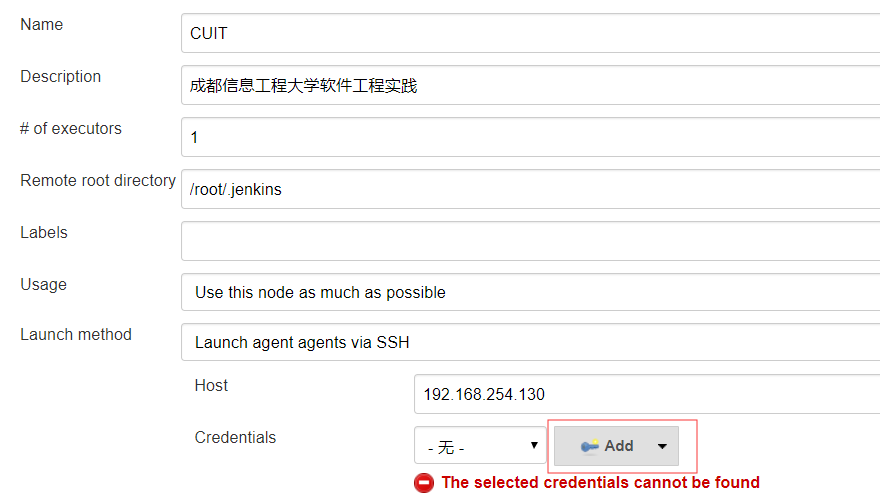 Name
CUIT
Description
成都信息工程大学软件工程实践
# of executors
1
Remote root directory
/root/.jenkins
Labels
Usage
Use this node as much as possible
Launch method
Launch agent agents via SSH
Host
192.168.254.130
Credentials
- 无 -
Add
The selected credentials cannot be found